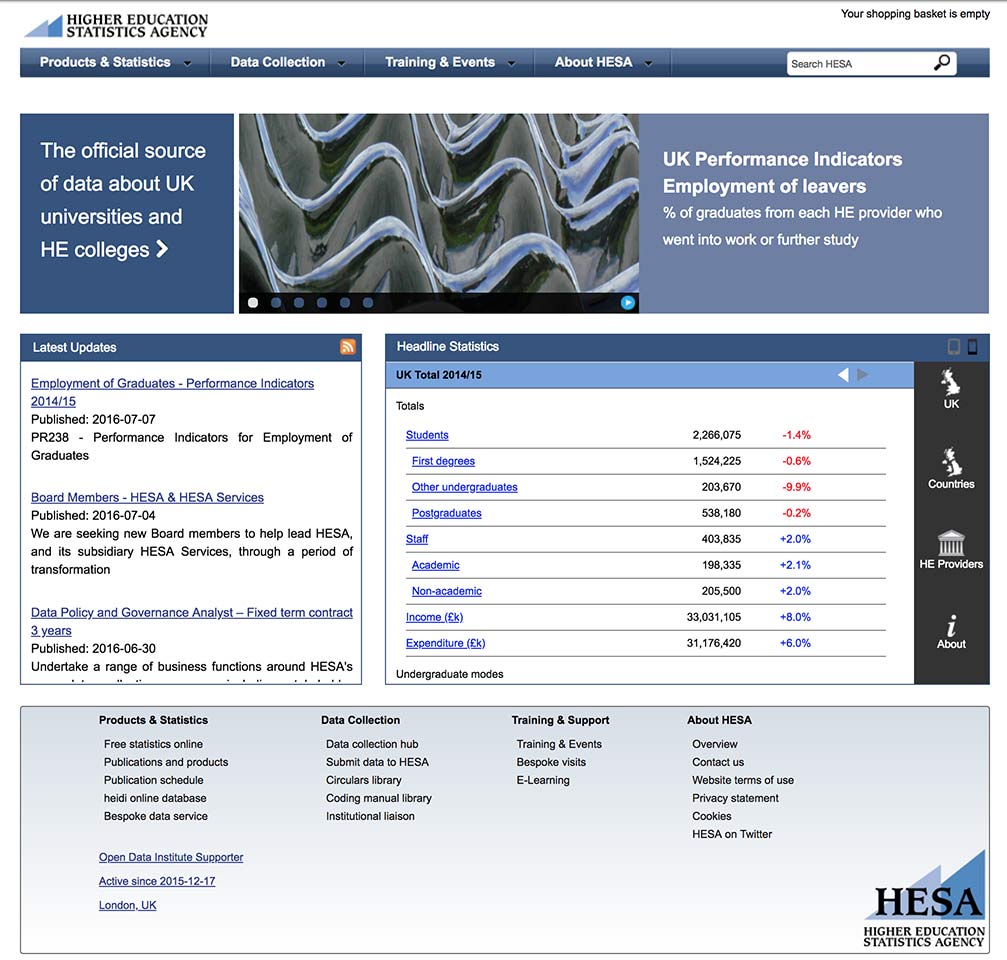 HIGHER EDUCATION
STATISTICS AGENCY
Your shopping basket is empty
Products & Statistics
Data Collection
Training & Events
About HESA
Search HESA
The official source
of data about UK
universities and
HE colleges
UK Performance Indicators
Employment of leavers
% of graduates from each HE provider who
went into work or further study
Latest Updates
Employment of Graduates - Performance Indicators
2014/15
Published: 2016-07-07
PR238 - Performance Indicators for Employment of
Graduates
Board Members - HESA & HESA Services
Published: 2016-07-04
We are seeking new Board members to help lead HESA,
and its subsidiary HESA Services, through a period of
transformation
Data Policy and Governance Analyst – Fixed term contract
3 years
Published: 2016-06-30
Undertake a range of business functions around HESA's
Headline Statistics
UK Total 2014/15
Totals
Students 2,266,075 -1.4%
First degrees 1,524,225 -0.6%
Other undergraduates 203,670 -9.9%
Postgraduates 538,180 -0.2%
Staff 403,835 +2.0%
Academic 198,335 +2.1%
Non-academic 205,500 +2.0%
Income (£k) 33,031,105 +8.0%
Expenditure (£k) 31,176,420 +6.0%
Undergraduate modes
UK
Countries
HE Providers
About
Products & Statistics
Free statistics online
Publications and products
Publication schedule
heidi online database
Bespoke data service
Open Data Institute Supporter
Active since 2015-12-17
London, UK
Data Collection
Data collection hub
Submit data to HESA
Circulars library
Coding manual library
Institutional liaison
Training & Support
Training & Events
Bespoke visits
E-Learning
About HESA
Overview
Contact us
Website terms of use
Privacy statement
Cookies
HESA on Twitter
HESA
HIGHER EDUCATION
STATISTICS AGENCY